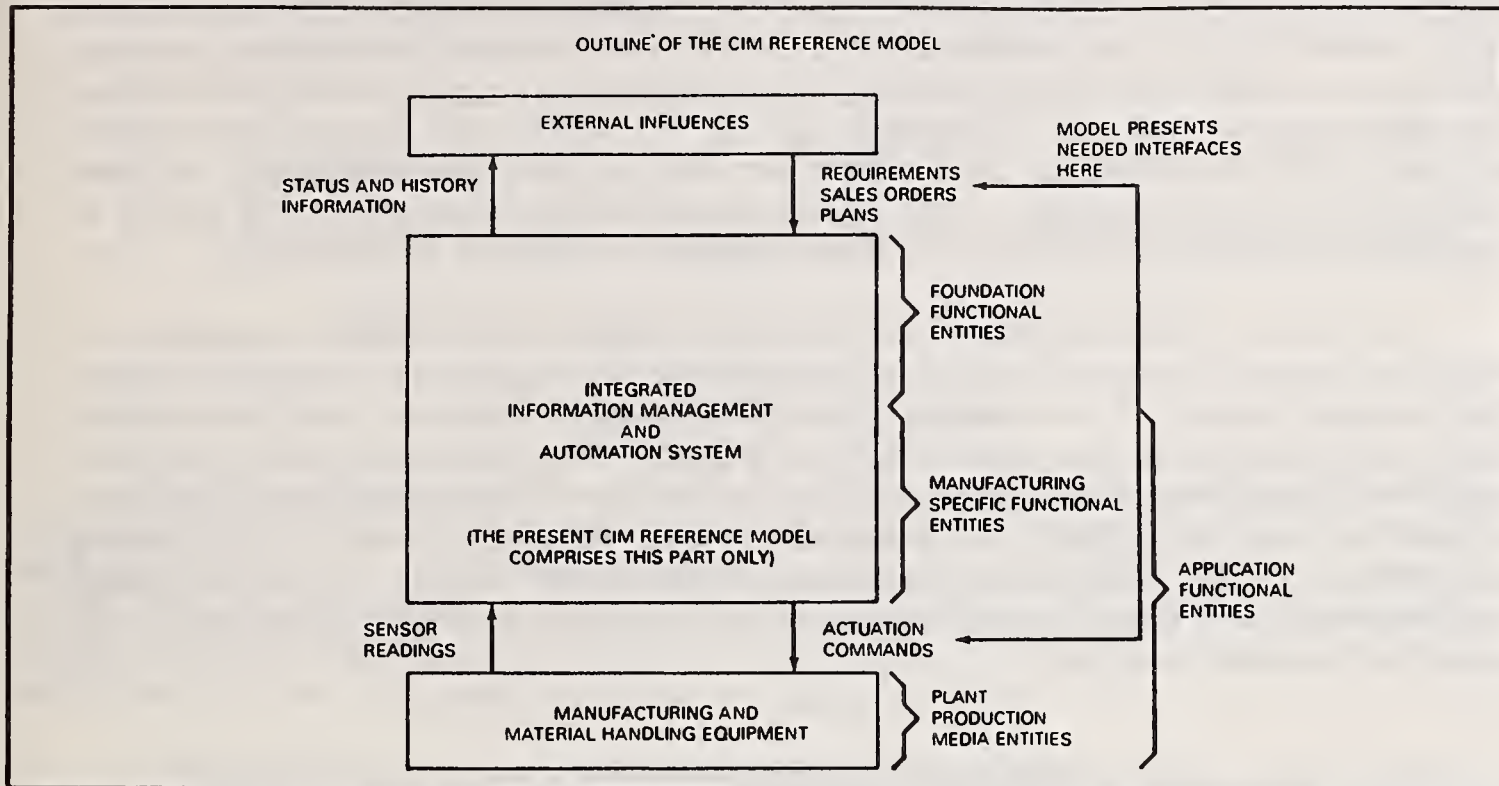 OUTLINE OF THE CIM REFERENCE MODEL
EXTERNAL INFLUENCES
MODEL PRESENTS
NEEDED INTERFACES
HERE
STATUS AND HISTORY
INFORMATION
REQUIREMENTS
SALES ORDERS
PLANS
FOUNDATION
FUNCTIONAL
ENTITIES
INTEGRATED
INFORMATION MANAGEMENT
AND
AUTOMATION SYSTEM
MANUFACTURING
SPECIFIC FUNCTIONAL
ENTITIES
(THE PRESENT CIM REFERENCE MODEL
COMPRISES THIS PART ONLY)
APPLICATION
FUNCTIONAL
ENTITIES
SENSOR
READINGS
ACTUATION
COMMANDS
MANUFACTURING AND
MATERIAL HANDLING EQUIPMENT
PLANT
PRODUCTION
MEDIA ENTITIES